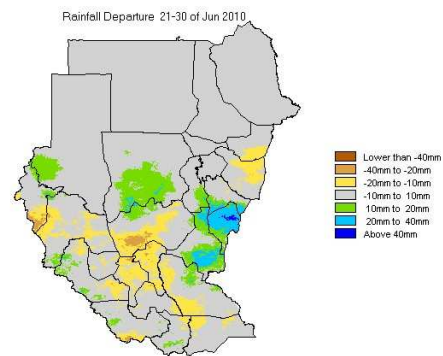 Rainfall Departure 21-30 of Jun 2010
Lower than -40mm
-40mm to -20mm
-20mm to -10mm
-10mm to 10mm
10mm to 20mm
20mm to 40mm
Above 40mm